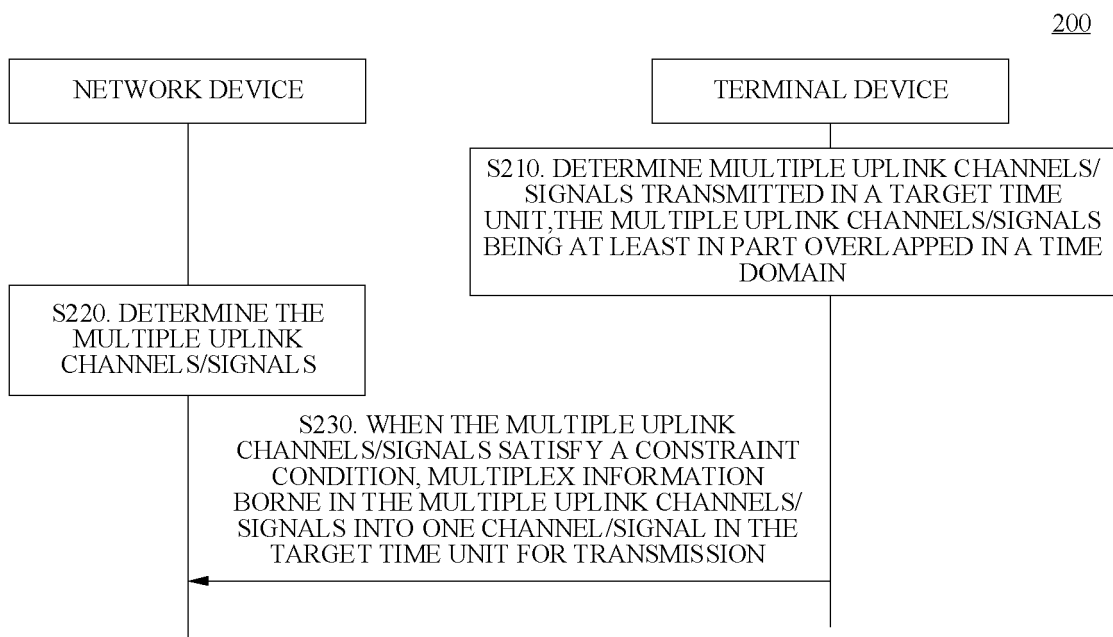 200
NETWORK DEVICE
TERMINAL DEVICE
S210. DETERMINE MIULTIPLE UPLINK CHANNELS/
SIGNALS TRANSMITTED IN A TARGET TIME
UNIT,THE MULTIPLE UPLINK CHANNELS/SIGNALS
BEING AT LEAST IN PART OVERLAPPED IN A TIME
DOMAIN
S220. DETERMINE THE
MULTIPLE UPLINK
CHANNELS/SIGNALS
S230. WHEN THE MULTIPLE UPLINK
CHANNELS/SIGNALS SATISFY A CONSTRAINT
CONDITION, MULTIPLEX INFORMATION
BORNE IN THE MULTIPLE UPLINK CHANNELS/
SIGNALS INTO ONE CHANNEL/SIGNAL IN THE
TARGET TIME UNIT FOR TRANSMISSION